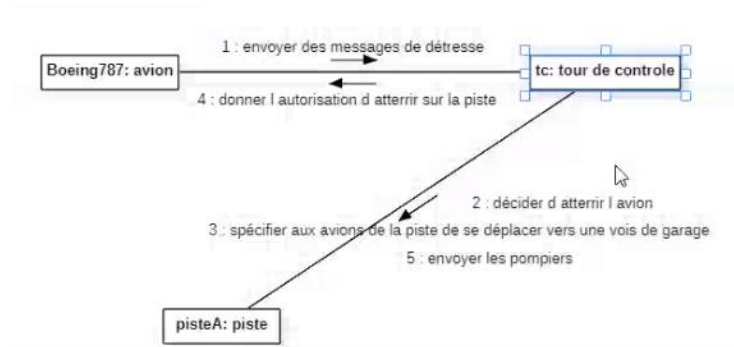 1 : envoyer des messages de détresse
Boeing787: avion
tc: tour de controle
4 : donner l autorisation d atterrir sur la piste
2 : décider d atterrir l avion
3 : spécifier aux avions de la piste de se déplacer vers une vois de garage
5 : envoyer les pompiers
pisteA: piste